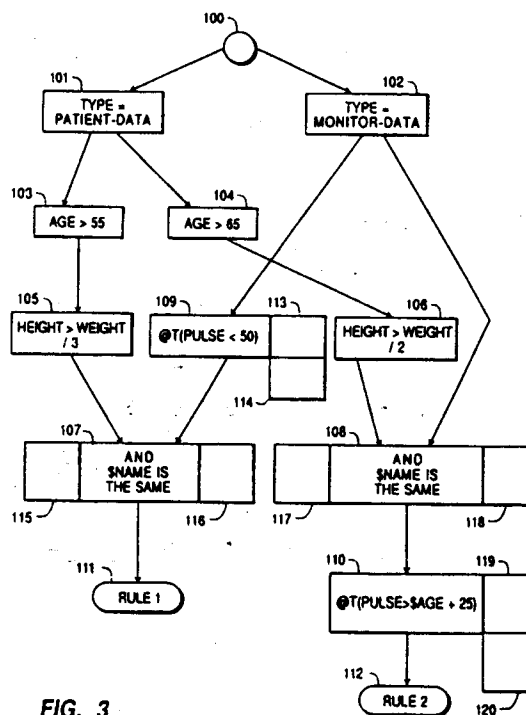 100
101
102
TYPE =
PATIENT-DATA
TYPE =
MONITOR-DATA
103
104
AGE > 55
AGE > 65
105
109
113
106
HEIGHT > WEIGHT
/ 3
@T(PULSE < 50)
HEIGHT > WEIGHT
/ 2
114
107
108
AND
$NAME IS
THE SAME
AND
$NAME IS
THE SAME
115
116
117
118
110
119
111
RULE 1
@T(PULSE>$AGE + 25)
112
RULE 2
120
FIG. 3